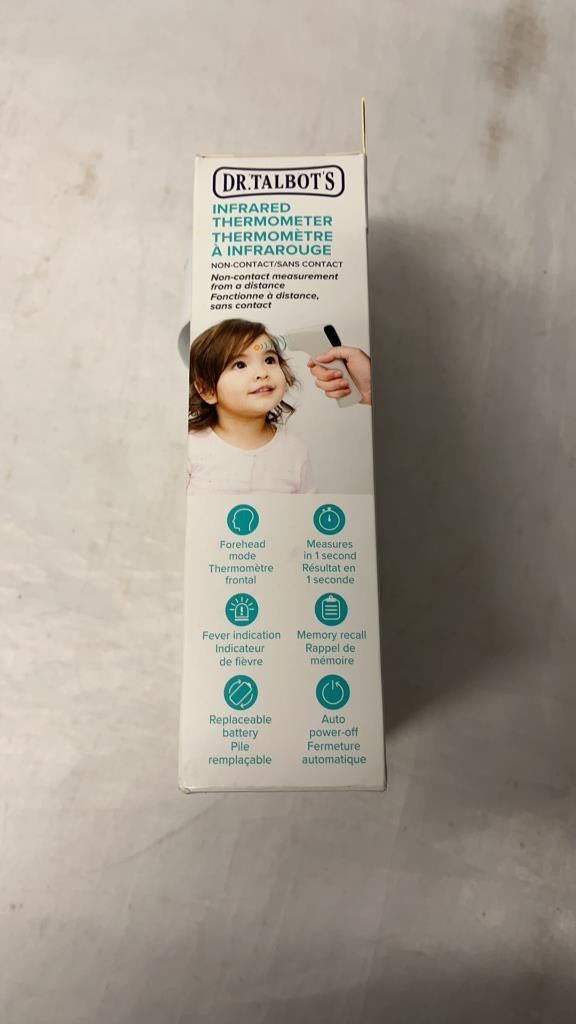 DR.TALBOT'S
INFRARED
THERMOMETER
THERMOMÈTRE
À INFRAROUGE
NON-CONTACT/SANS CONTACT
Non-contact measurement
from a distance
Fonctionne à distance,
sans contact
Forehead
mode
Thermomètre
frontal
Measures
in 1 second
Résultat en
1 seconde
Fever indication
Indicateur
de fièvre
Memory recall
Rappel de
mémoire
Replaceable
battery
Pile
remplaçable
Auto
power-off
Fermeture
automatique